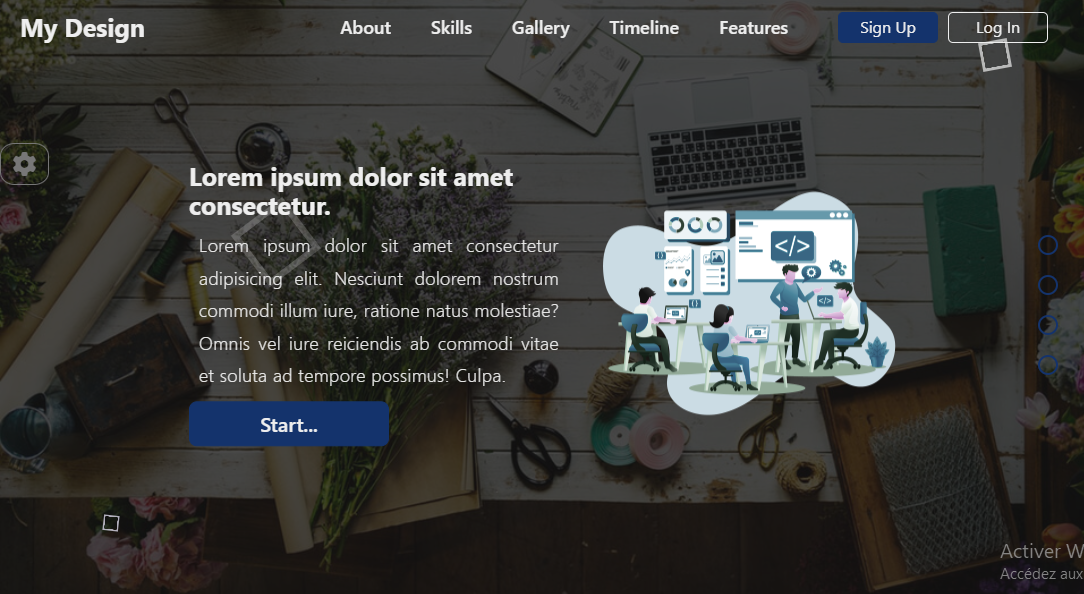 My Design
About
Skills
Gallery
Timeline
Features
Sign Up
Log In
Lorem ipsum dolor sit amet
consectetur.
Lorem ipsum dolor sit amet consectetur
adipisicing elit. Nesciunt dolorem nostrum
commodi illum iure, ratione natus molestiae?
Omnis vel iure reiciendis ab commodi vitae
et soluta ad tempore possimus! Culpa.
Start...
</>
</>
Activer W
Accédez aux